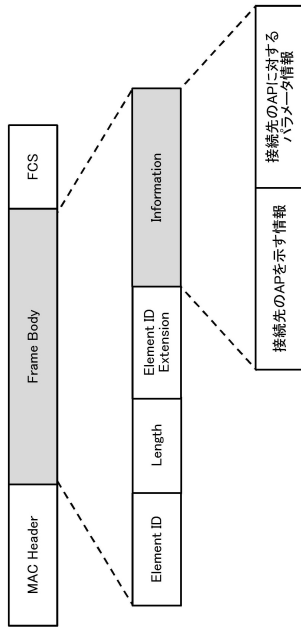 MAC Header
Frame Body
FCS
Element ID
Length
Element ID
Extension
Information
接続先のAPを示す情報
接続先のAPに対する
パラメータ情報